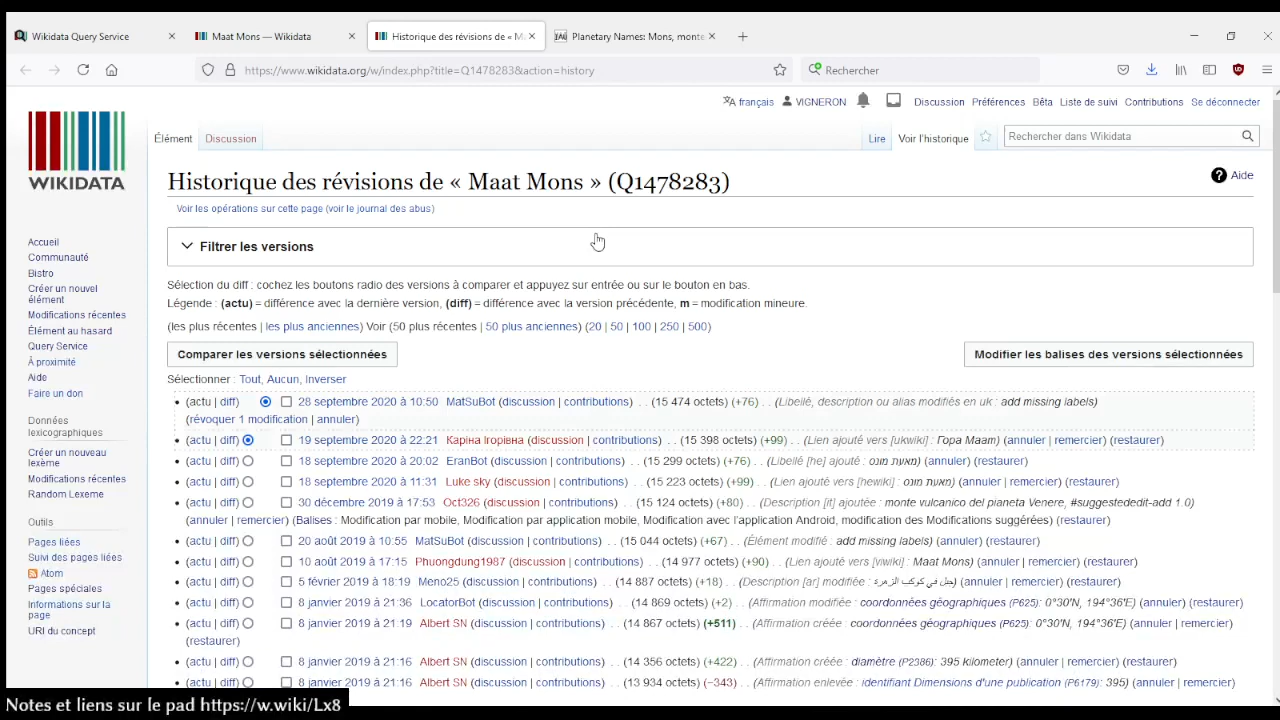 Wikidata Query Service
Maat Mons — Wikidata
Historique des révisions de « M
Planetary Names: Mons, monte
https://www.wikidata.org/w/index.php?title=Q1478283&action=history
Rechercher
français VIGNERON Discussion Préférences Bêta Liste de suivi Contributions Se déconnecter
Élément Discussion Lire Voir l'historique Rechercher dans Wikidata
WIKIDATA
Historique des révisions de « Maat Mons » (Q1478283)
Aide
Voir les opérations sur cette page (voir le journal des abus)
Filtrer les versions
Accueil
Communauté
Bistro
Créer un nouvel
élément
Modifications récentes
Élément au hasard
Query Service
À proximité
Aide
Faire un don
Données
lexicographiques
Créer un nouveau
lexème
Modifications récentes
Random Lexeme
Outils
Pages liées
Suivi des pages liées
Atom
Pages spéciales
Informations sur la
page
URI du concept
Sélection du diff : cochez les boutons radio des versions à comparer et appuyez sur entrée ou sur le bouton en bas.
Légende : (actu) = différence avec la dernière version, (diff) = différence avec la version précédente, m = modification mineure.
(les plus récentes | les plus anciennes) Voir (50 plus récentes | 50 plus anciennes) (20 | 50 | 100 | 250 | 500)
Comparer les versions sélectionnées
Modifier les balises des versions sélectionnées
Sélectionner : Tout, Aucun, Inverser
(actu | diff) 28 septembre 2020 à 10:50 MatSuBot (discussion | contributions) . . (15 474 octets) (+76) . . (Libellé, description ou alias modifiés en uk : add missing labels)
(révoquer 1 modification | annuler)
(actu | diff) 19 septembre 2020 à 22:21 Каріна Ігорівна (discussion | contributions) . . (15 398 octets) (+99) . . (Lien ajouté vers [ukwiki] : Гора Маат) (annuler | remercier) (restaurer)
(actu | diff) 18 septembre 2020 à 20:02 EranBot (discussion | contributions) . . (15 299 octets) (+76) . . (Libellé [he] ajouté : מאעת מונס) (annuler) (restaurer)
(actu | diff) 18 septembre 2020 à 11:31 Luke sky (discussion | contributions) . . (15 223 octets) (+99) . . (Lien ajouté vers [hewiki] : מאעת מונס) (annuler | remercier) (restaurer)
(actu | diff) 30 décembre 2019 à 17:53 Oct326 (discussion | contributions) . . (15 124 octets) (+80) . . (Description [it] ajoutée : monte vulcanico del pianeta Venere, #suggestededit-add 1.0)
(annuler | remercier) (Balises : Modification par mobile, Modification par application mobile, Modification avec l'application Android, modification des Modifications suggérées) (restaurer)
(actu | diff) 20 août 2019 à 10:55 MatSuBot (discussion | contributions) . . (15 044 octets) (+67) . . (Élément modifié : add missing labels) (annuler) (restaurer)
(actu | diff) 10 août 2019 à 17:15 Phuongdung1987 (discussion | contributions) . . (14 977 octets) (+90) . . (Lien ajouté vers [viwiki] : Maat Mons) (annuler | remercier) (restaurer)
(actu | diff) 5 février 2019 à 18:19 Meno25 (discussion | contributions) . . (14 887 octets) (+18) . . (Description [ar] modifiée : جبل في كوكب الزهرة) (annuler | remercier) (restaurer)
(actu | diff) 8 janvier 2019 à 21:36 LocatorBot (discussion | contributions) . . (14 869 octets) (+2) . . (Affirmation modifiée : coordonnées géographiques (P625): 0°30'N, 194°36'E) (annuler) (restaurer)
(actu | diff) 8 janvier 2019 à 21:19 Albert SN (discussion | contributions) . . (14 867 octets) (+511) . . (Affirmation créée : coordonnées géographiques (P625): 0°30'N, 194°36'E) (annuler | remercier)
(restaurer)
(actu | diff) 8 janvier 2019 à 21:16 Albert SN (discussion | contributions) . . (14 356 octets) (+422) . . (Affirmation créée : diamètre (P2386): 395 kilometer) (annuler | remercier) (restaurer)
(actu | diff) 8 janvier 2019 à 21:16 Albert SN (discussion | contributions) . . (13 934 octets) (−343) . . (Affirmation enlevée : identifiant Dimensions d'une publication (P6179): 395) (annuler | remercier)
Notes et liens sur le pad https://w.wiki/Lx8